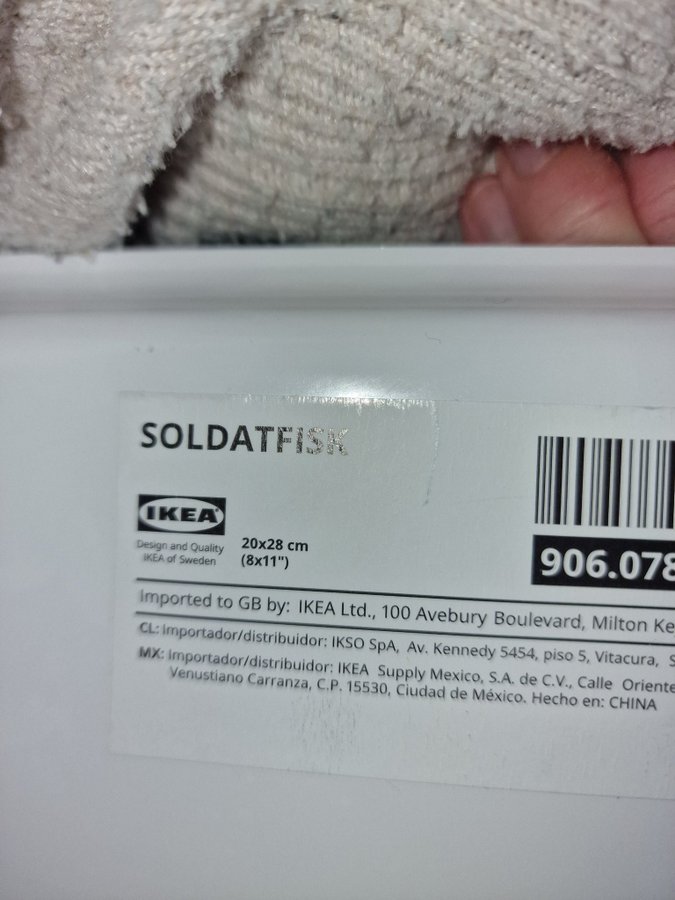 SOLDATFISK
IKEA
Design and Quality
IKEA of Sweden
20x28 cm
(8x11")
906.078
Imported to GB by: IKEA Ltd., 100 Avebury Boulevard, Milton Ke
CL: Importador/distribuidor: IKSO SpA, Av. Kennedy 5454, piso 5, Vitacura, S
MX: Importador/distribuidor: IKEA Supply Mexico, S.A. de C.V., Calle Oriente
Venustiano Carranza, C.P. 15530, Ciudad de México. Hecho en: CHINA